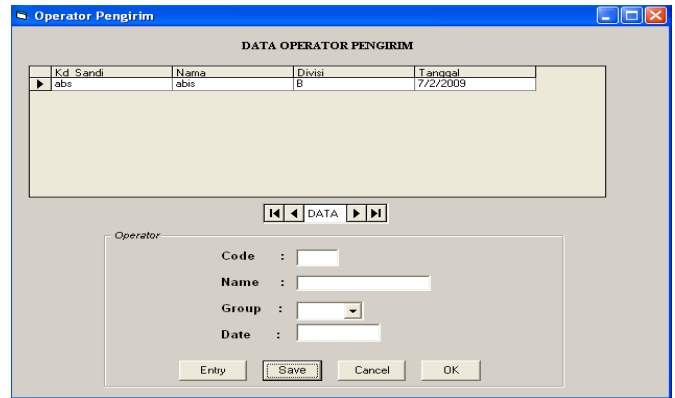 Operator Pengirim
DATA OPERATOR PENGIRIM
Kd_Sandi Nama Divisi Tanggal
abs abis B 7/2/2009
DATA
Operator
Code :
Name :
Group :
Date :
Entry Save Cancel OK